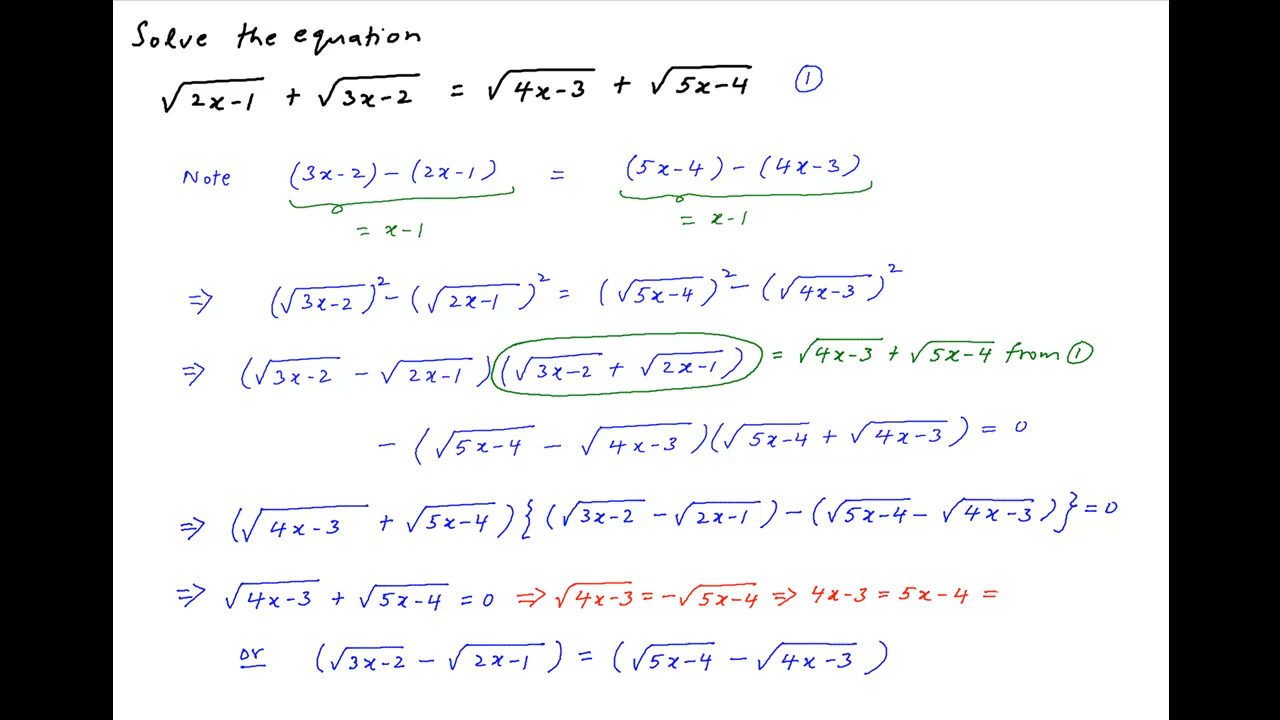 Solve the equation
√(2x-1) + √(3x-2) = √(4x-3) + √(5x-4) ①
Note (3x-2) - (2x-1) = (5x-4) - (4x-3)
= x-1 = x-1
⇒ (√(3x-2))² - (√(2x-1))² = (√(5x-4))² - (√(4x-3))²
⇒ (√(3x-2) - √(2x-1))(√(3x-2) + √(2x-1)) = √(4x-3) + √(5x-4) from ①
- (√(5x-4) - √(4x-3))(√(5x-4) + √(4x-3)) = 0
⇒ (√(4x-3) + √(5x-4)){(√(3x-2) - √(2x-1)) - (√(5x-4) - √(4x-3))} = 0
⇒ √(4x-3) + √(5x-4) = 0 ⇒ √(4x-3) = -√(5x-4) ⇒ 4x-3 = 5x-4 =
or (√(3x-2) - √(2x-1)) = (√(5x-4) - √(4x-3))